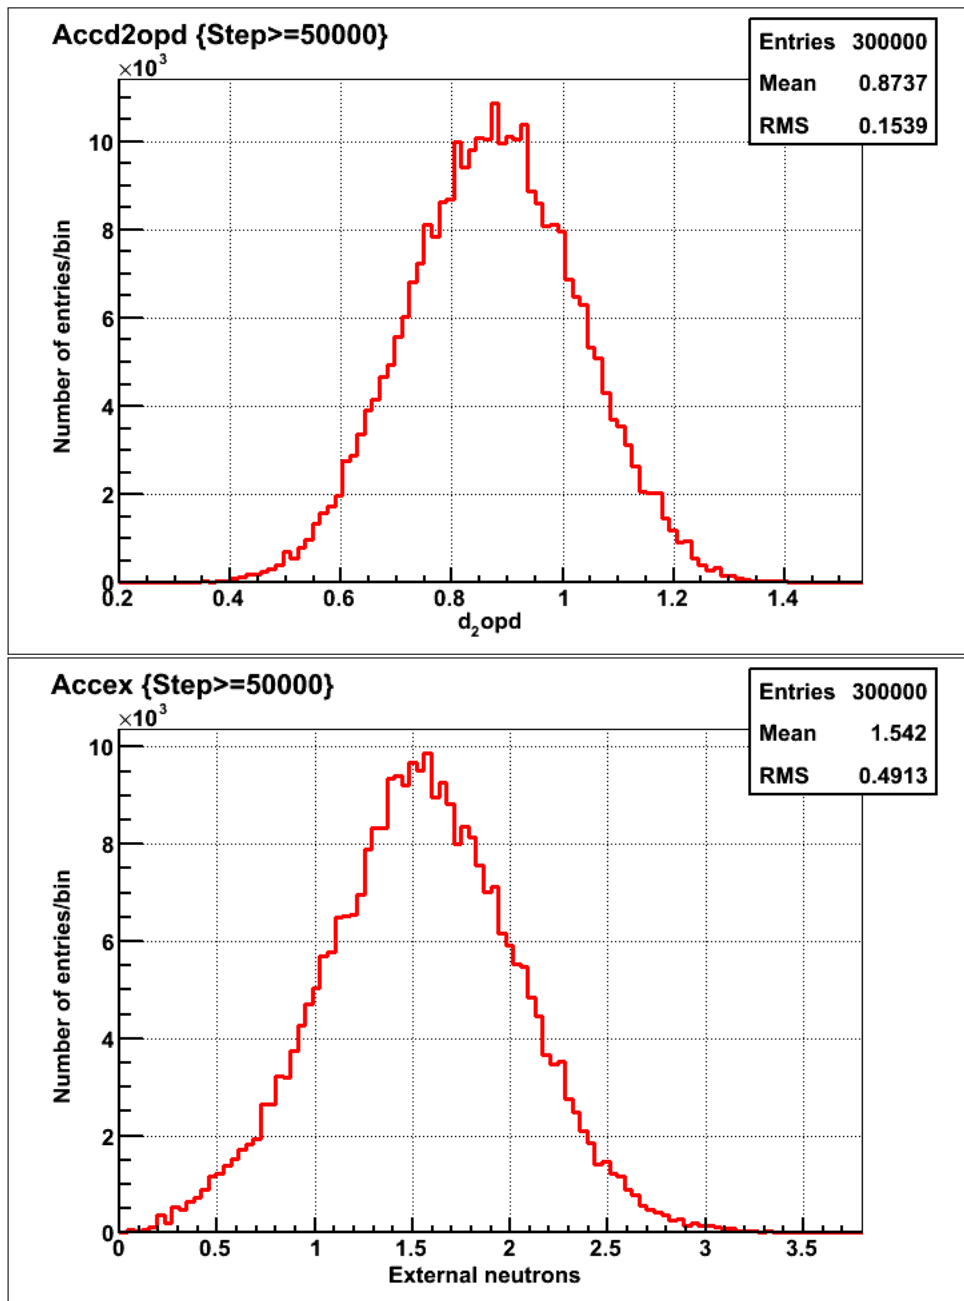 Accd2opd {Step>=50000}
×10³
Entries 300000
Mean 0.8737
RMS 0.1539
10
8
6
4
2
0
Number of entries/bin
0.2 0.4 0.6 0.8 1 1.2 1.4
d₂opd
Accex {Step>=50000}
×10³
Entries 300000
Mean 1.542
RMS 0.4913
10
8
6
4
2
0
Number of entries/bin
0 0.5 1 1.5 2 2.5 3 3.5
External neutrons